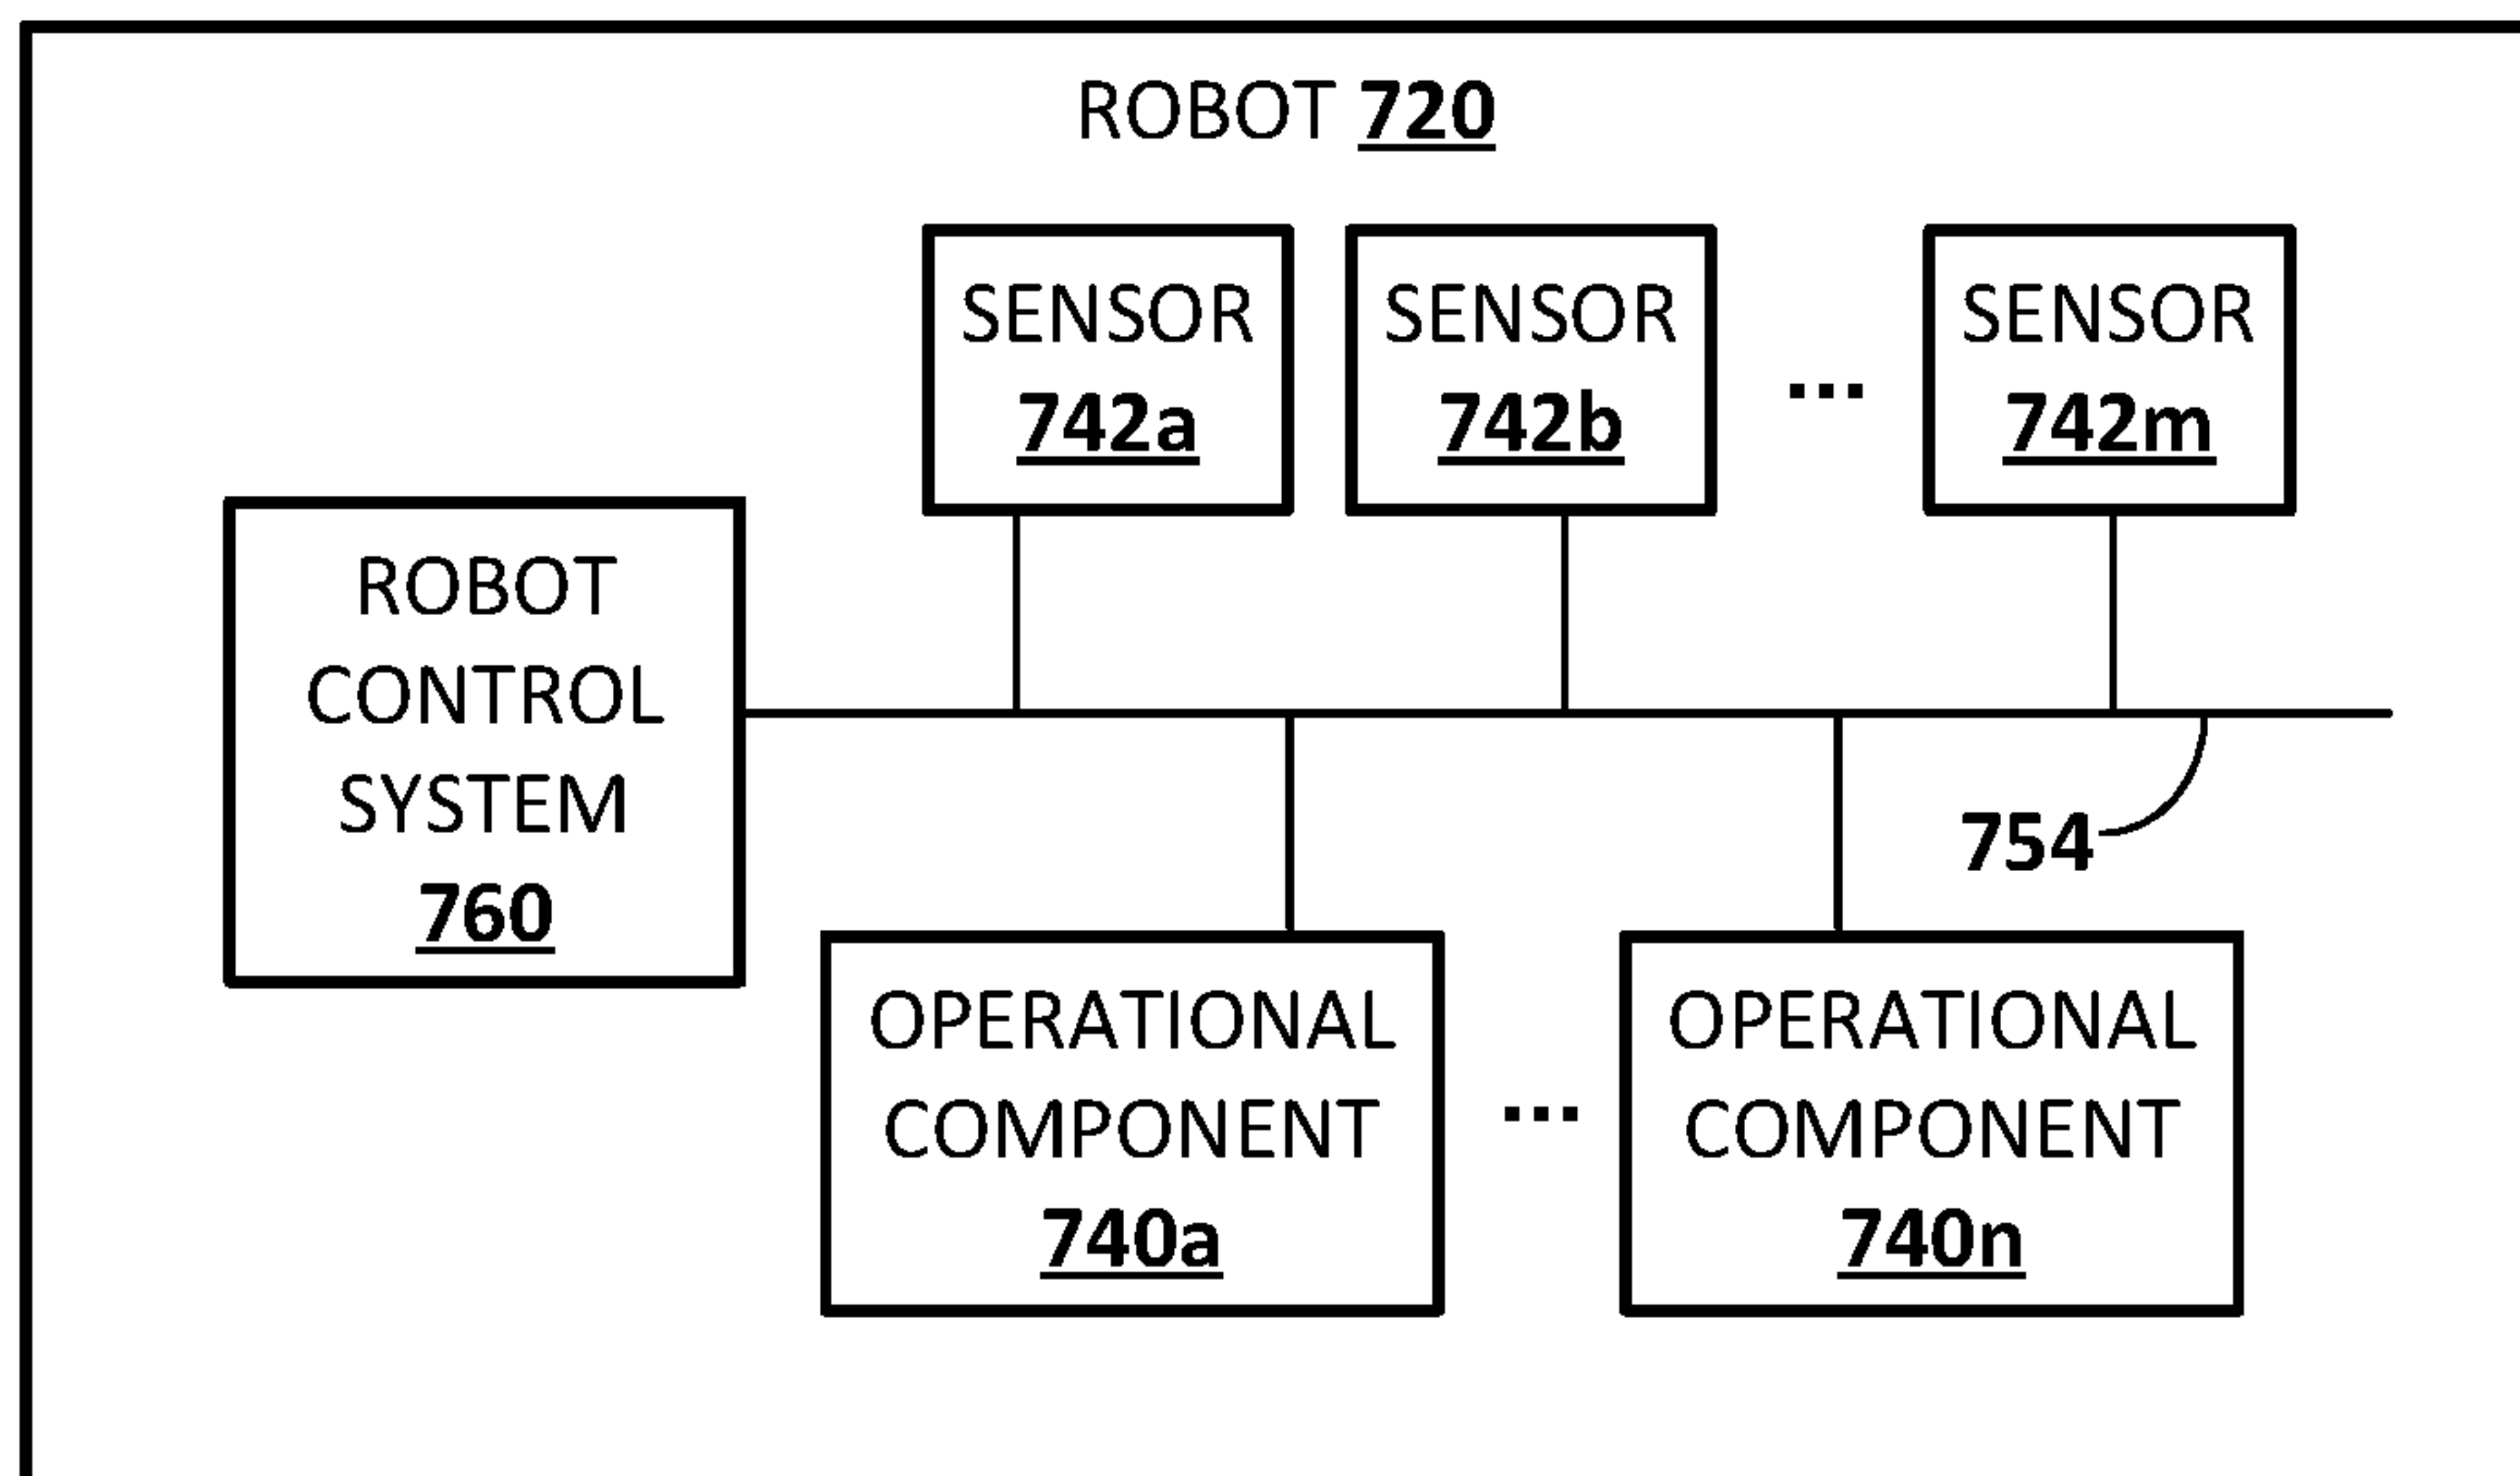 ROBOT 720
SENSOR
742a
SENSOR
742b
...
SENSOR
742m
ROBOT
CONTROL
SYSTEM
760
754
OPERATIONAL
COMPONENT
740a
...
OPERATIONAL
COMPONENT
740n